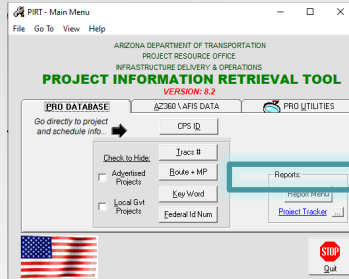 PIRT - Main Menu
File Go To View Help
ARIZONA DEPARTMENT OF TRANSPORTATION
PROJECT RESOURCE OFFICE
INFRASTRUCTURE DELIVERY & OPERATIONS
PROJECT INFORMATION RETRIEVAL TOOL
VERSION: 8.2
PRO DATABASE AZ360 \ AFIS DATA PRO UTILITIES
Go directly to project
and schedule info...
CPS ID
Check to Hide:
Advertised
Projects
Local Gvt
Projects
Tracs #
Route + MP
Key Word
Federal Id Num
Reports:
Report Menu
Project Tracker ...
STOP
Quit